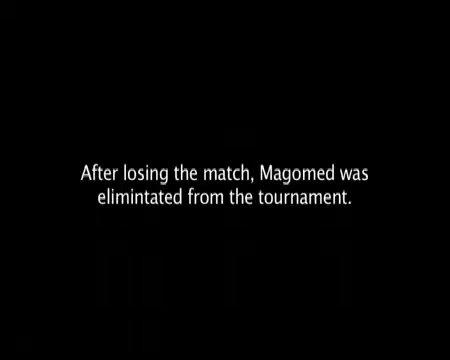 After losing the match, Magomed was
elimintated from the tournament.